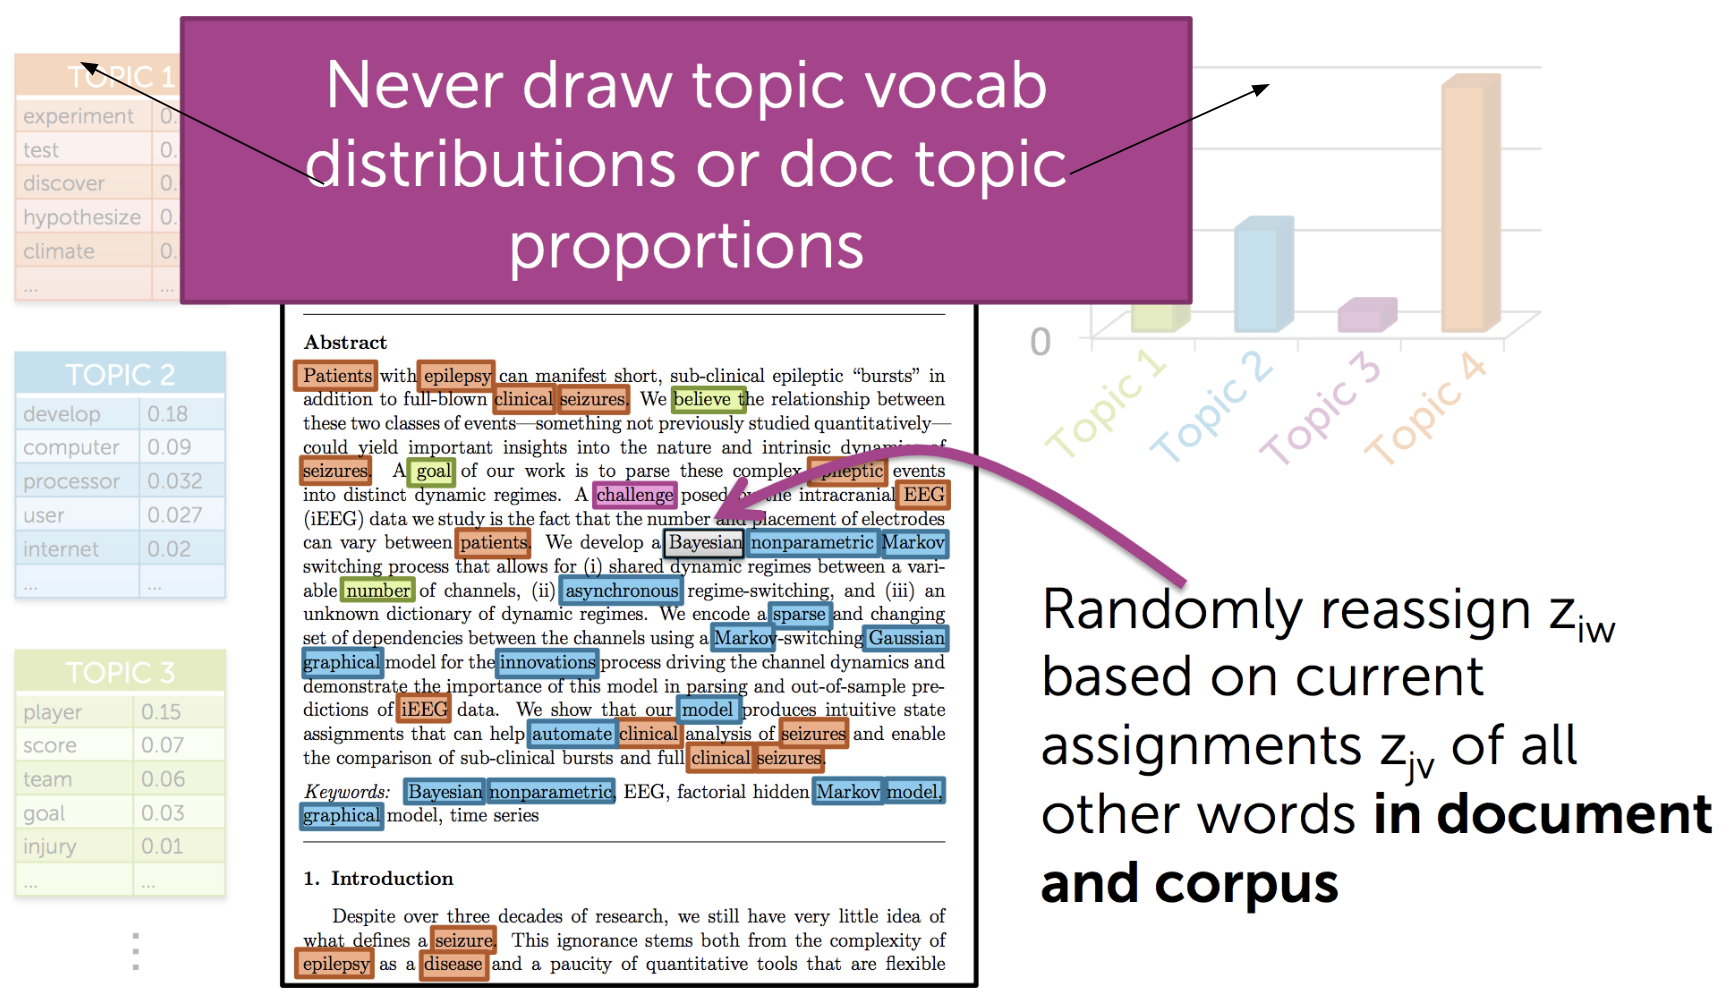 Never draw topic vocab
distributions or doc topic
proportions
TOPIC 1
experiment 0.
test 0.
discover 0.
hypothesize 0.
climate 0.
... ...
TOPIC 2
develop 0.18
computer 0.09
processor 0.032
user 0.027
internet 0.02
... ...
TOPIC 3
player 0.15
score 0.07
team 0.06
goal 0.03
injury 0.01
... ...
Abstract
Patients with epilepsy can manifest short, sub-clinical epileptic “bursts” in
addition to full-blown clinical seizures. We believe the relationship between
these two classes of events—something not previously studied quantitatively—
could yield important insights into the nature and intrinsic dynamics of
seizures. A goal of our work is to parse these complex epileptic events
into distinct dynamic regimes. A challenge posed by the intracranial EEG
(iEEG) data we study is the fact that the number and placement of electrodes
can vary between patients. We develop a Bayesian nonparametric Markov
switching process that allows for (i) shared dynamic regimes between a vari-
able number of channels, (ii) asynchronous regime-switching, and (iii) an
unknown dictionary of dynamic regimes. We encode a sparse and changing
set of dependencies between the channels using a Markov-switching Gaussian
graphical model for the innovations process driving the channel dynamics and
demonstrate the importance of this model in parsing and out-of-sample pre-
dictions of iEEG data. We show that our model produces intuitive state
assignments that can help automate clinical analysis of seizures and enable
the comparison of sub-clinical bursts and full clinical seizures.
Keywords: Bayesian nonparametric, EEG, factorial hidden Markov model,
graphical model, time series
1. Introduction
Despite over three decades of research, we still have very little idea of
what defines a seizure. This ignorance stems both from the complexity of
epilepsy as a disease and a paucity of quantitative tools that are flexible
0
Topic 1
Topic 2
Topic 3
Topic 4
Randomly reassign z_iw
based on current
assignments z_jv of all
other words in document
and corpus